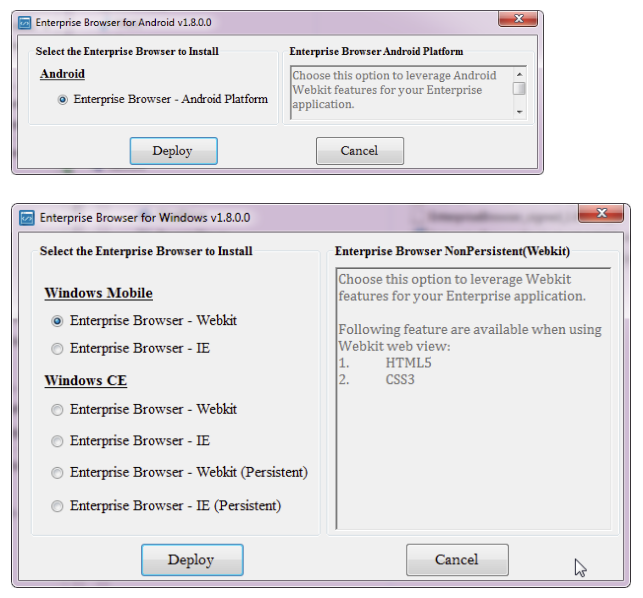 Enterprise Browser for Android v1.8.0.0
Select the Enterprise Browser to Install
Android
Enterprise Browser - Android Platform
Enterprise Browser Android Platform
Choose this option to leverage Android
Webkit features for your Enterprise
application.
Deploy
Cancel
Enterprise Browser for Windows v1.8.0.0
Select the Enterprise Browser to Install
Windows Mobile
Enterprise Browser - Webkit
Enterprise Browser - IE
Windows CE
Enterprise Browser - Webkit
Enterprise Browser - IE
Enterprise Browser - Webkit (Persistent)
Enterprise Browser - IE (Persistent)
Enterprise Browser NonPersistent(Webkit)
Choose this option to leverage Webkit
features for your Enterprise application.
Following feature are available when using
Webkit web view:
1. HTML5
2. CSS3
Deploy
Cancel